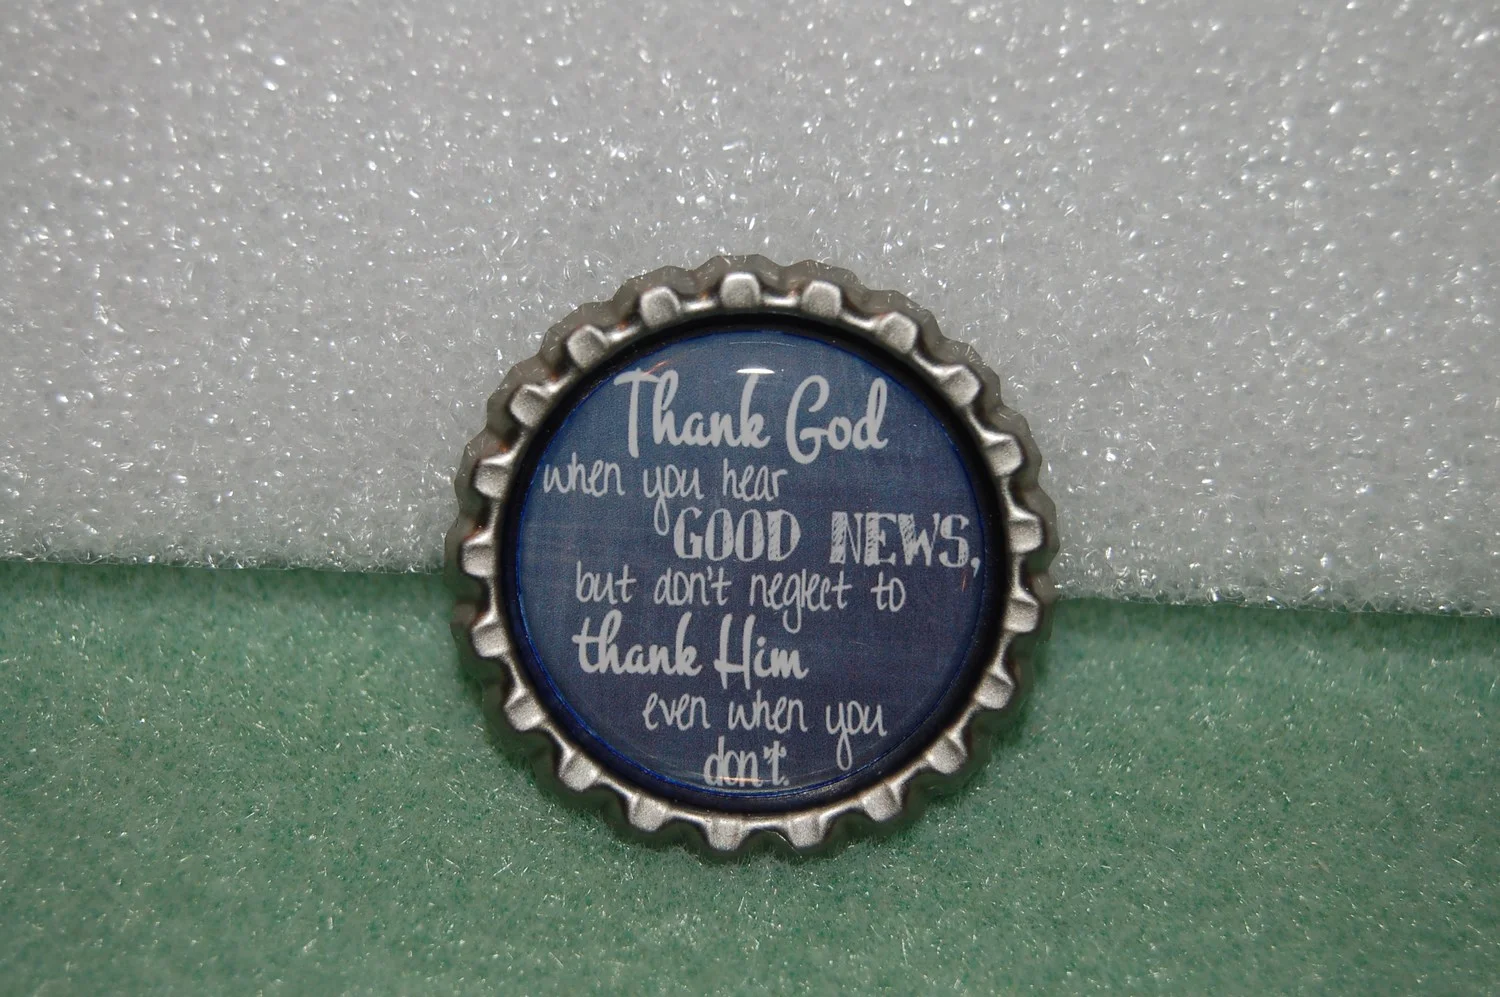 Thank God
when you hear
GOOD NEWS,
but don't neglect to
thank Him
even when you
don't.